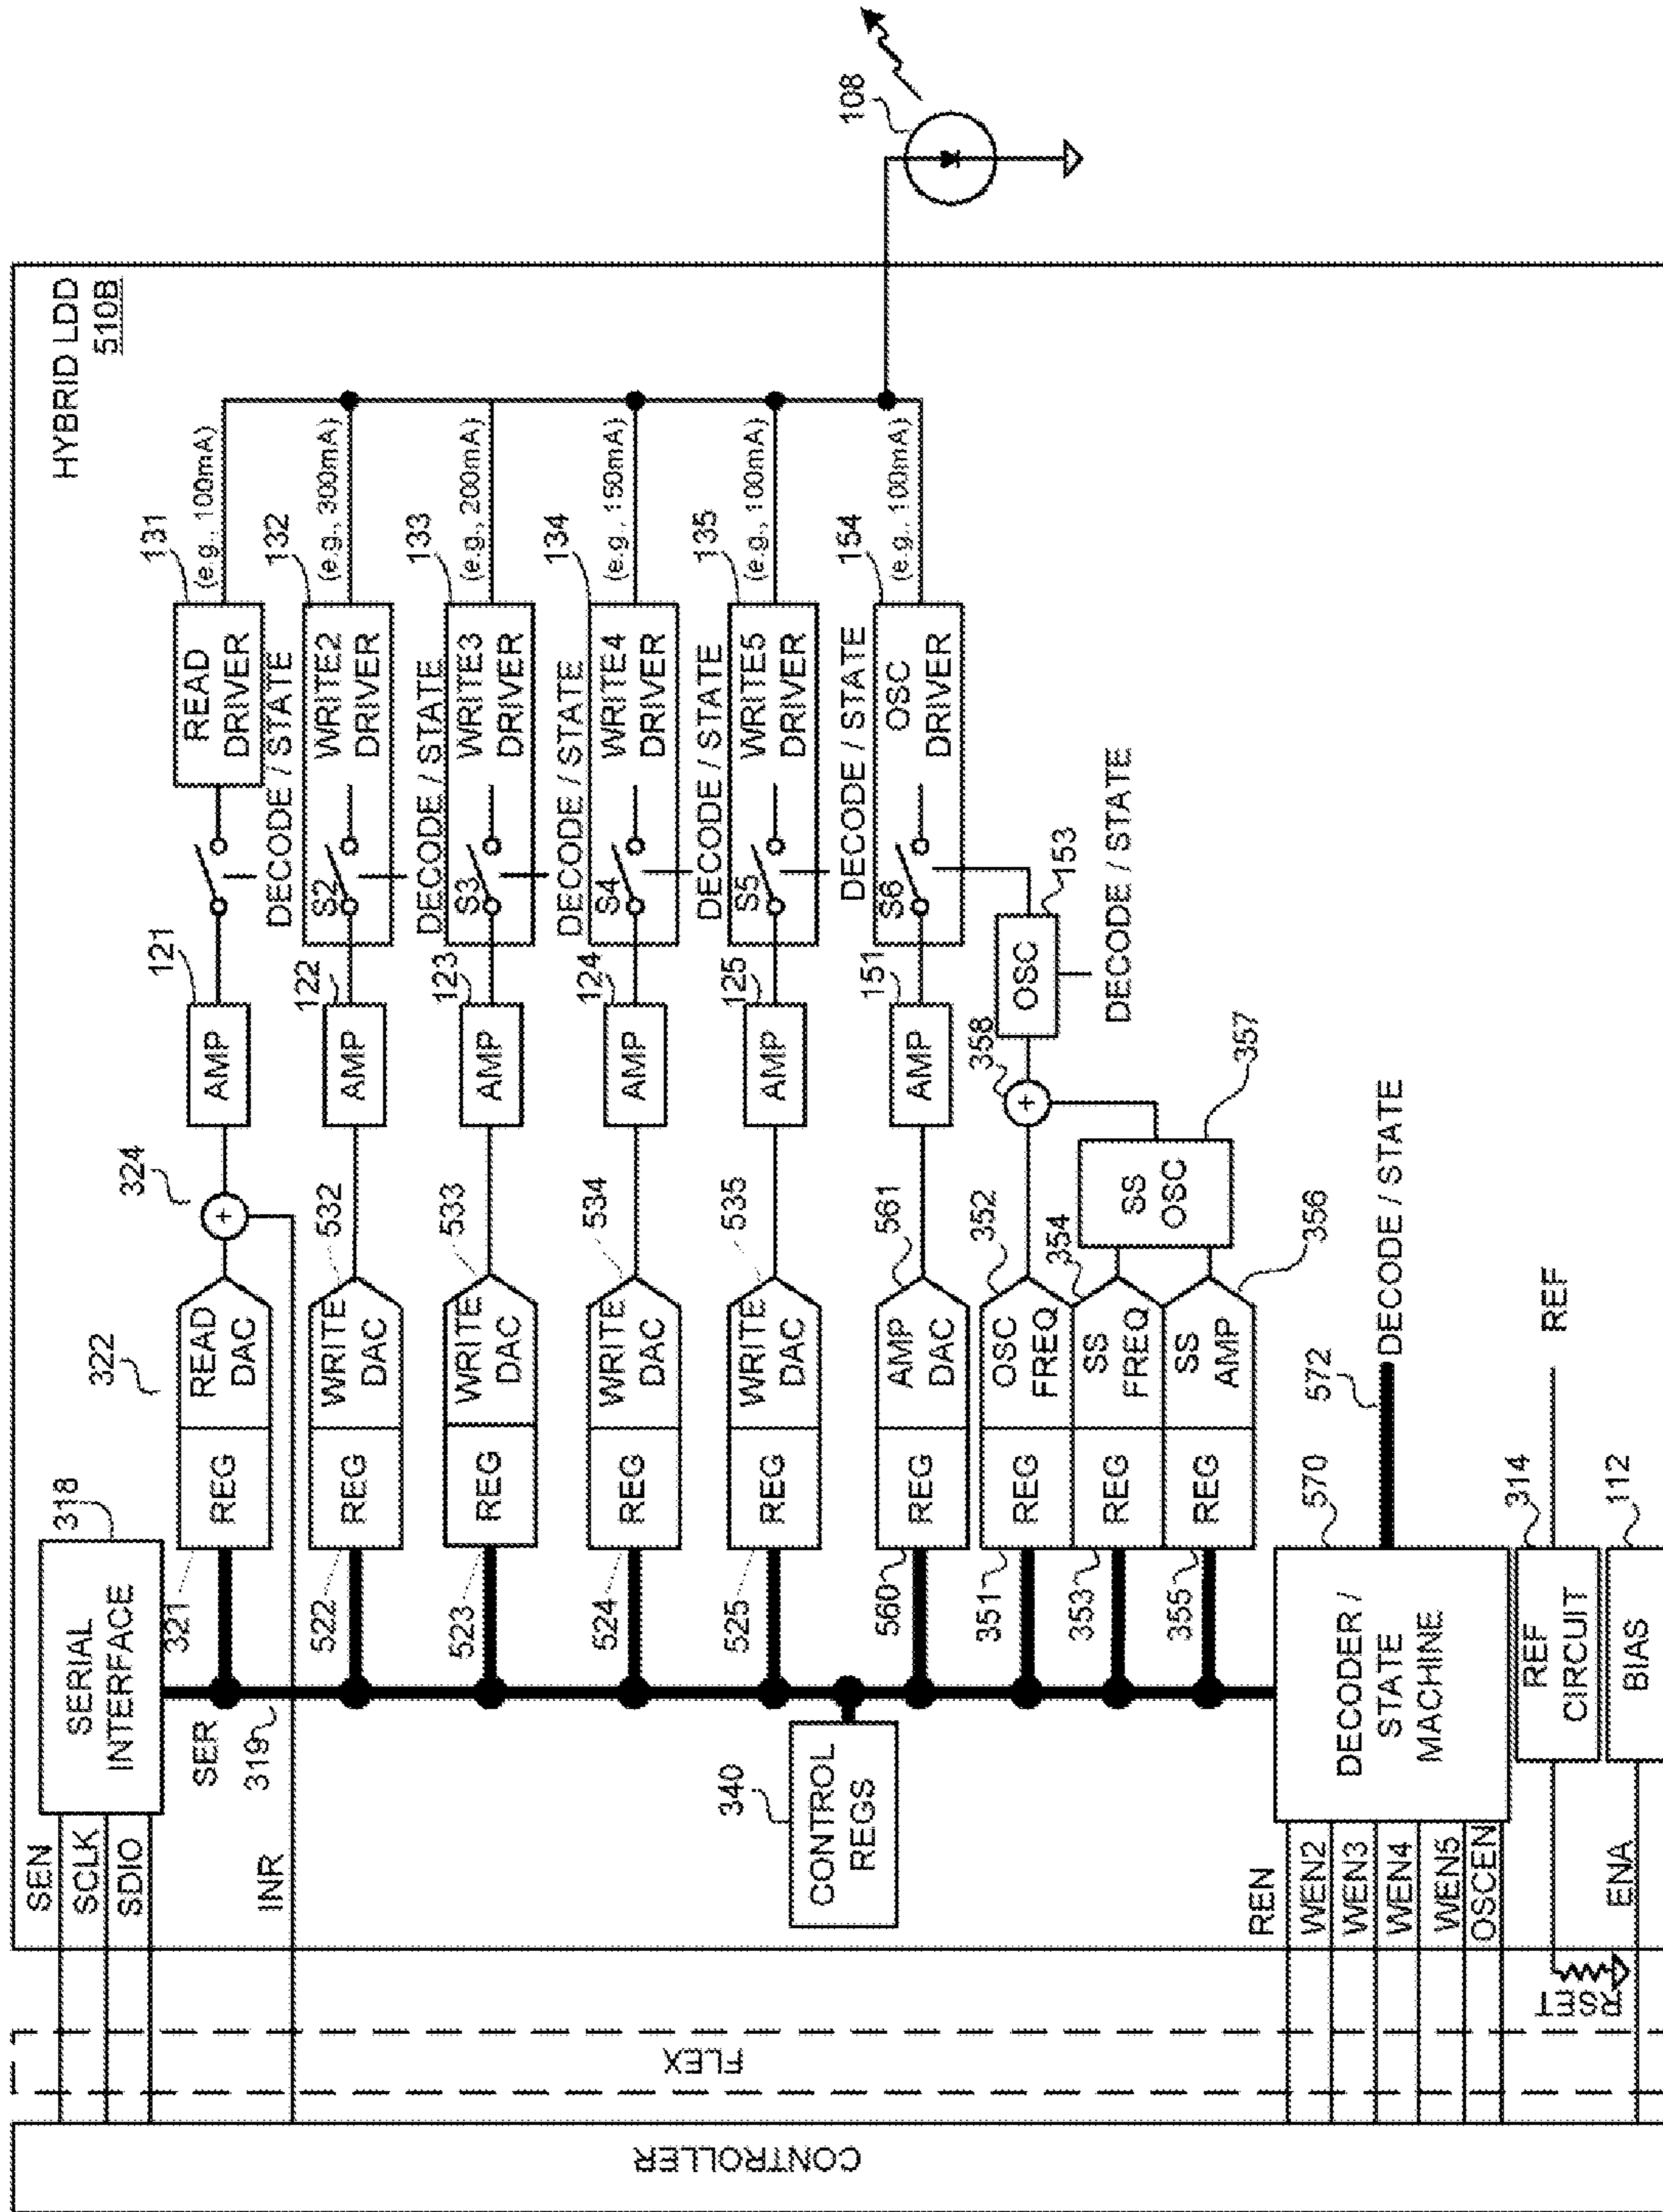 HYBRID LDD
510B
SEN
SCLK
SDIO
SERIAL
INTERFACE
318
SER
319
INR
321
REG
READ
DAC
322
324
AMP
121
READ
DRIVER
131
(e.g., 100mA)
DECODE / STATE
522
REG
WRITE
DAC
532
AMP
122
S2
WRITE2
DRIVER
132
(e.g., 300mA)
DECODE / STATE
523
REG
WRITE
DAC
533
AMP
123
S3
WRITE3
DRIVER
133
(e.g., 200mA)
DECODE / STATE
524
REG
WRITE
DAC
534
AMP
124
S4
WRITE4
DRIVER
134
(e.g., 150mA)
DECODE / STATE
525
REG
WRITE
DAC
535
AMP
125
S5
WRITE5
DRIVER
135
(e.g., 100mA)
DECODE / STATE
340
CONTROL
REGS
560
REG
AMP
DAC
561
AMP
151
S6
OSC
DRIVER
154
(e.g., 100mA)
108
351
REG
OSC
FREQ
352
+
358
OSC
153
DECODE / STATE
353
REG
SS
FREQ
354
SS
OSC
357
355
REG
SS
AMP
356
REN
WEN2
WEN3
WEN4
WEN5
OSCEN
DECODER /
STATE
MACHINE
570
572
DECODE / STATE
RSET
REF
CIRCUIT
314
REF
ENA
BIAS
112
FLEX
CONTROLLER
+